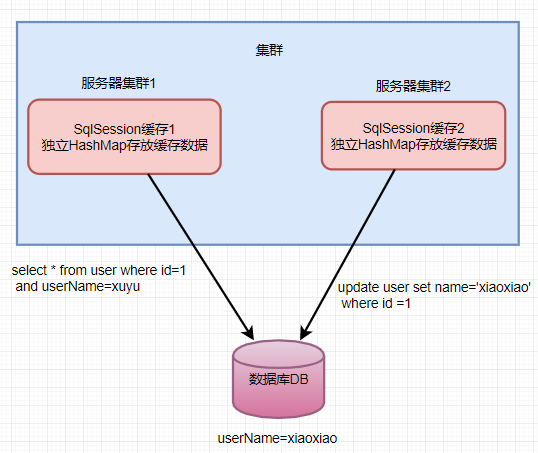 集群
服务器集群1
服务器集群2
SqlSession缓存1
独立HashMap存放缓存数据
SqlSession缓存2
独立HashMap存放缓存数据
select * from user where id=1
and userName=xuyu
update user set name='xiaoxiao'
where id =1
数据库DB
userName=xiaoxiao